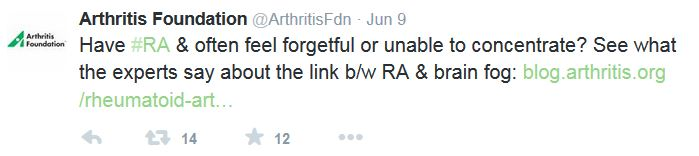 Arthritis Foundation @ArthritisFdn · Jun 9
Arthritis
Foundation
Have #RA & often feel forgetful or unable to concentrate? See what
the experts say about the link b/w RA & brain fog: blog.arthritis.org
/rheumatoid-art…
14 12